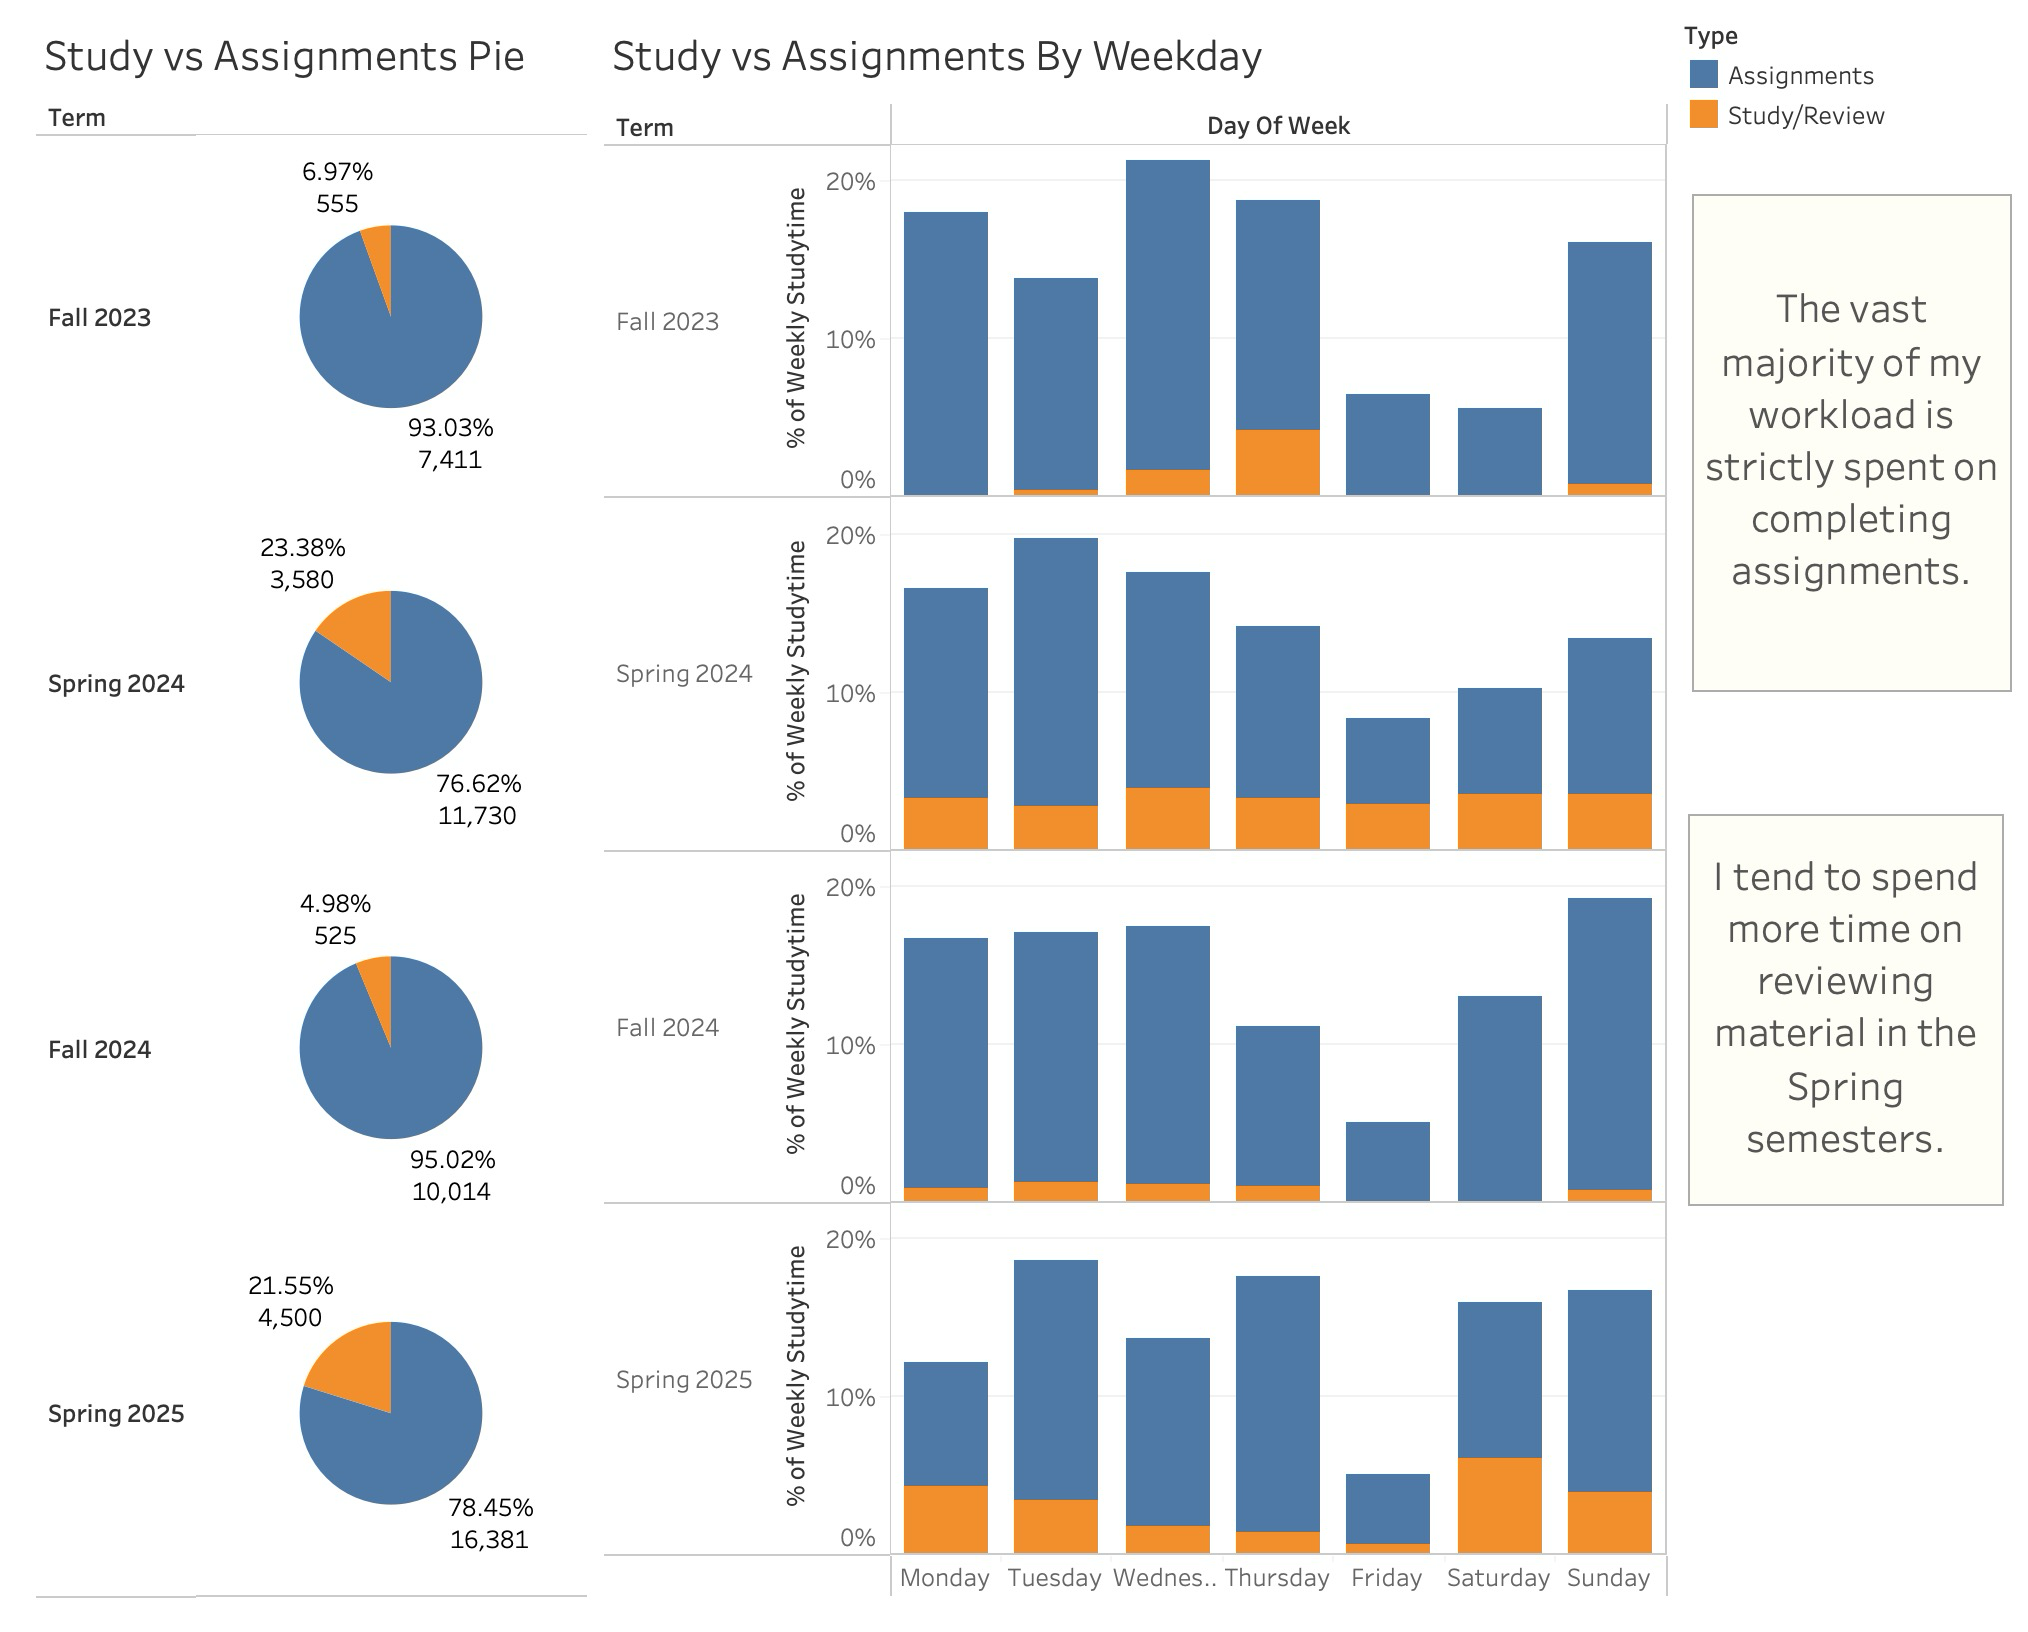 Study vs Assignments Pie
Term
6.97%
555
Fall 2023
93.03%
7,411
23.38%
3,580
Spring 2024
76.62%
11,730
4.98%
525
Fall 2024
95.02%
10,014
21.55%
4,500
Spring 2025
78.45%
16,381
Study vs Assignments By Weekday
Term
Day Of Week
Fall 2023
% of Weekly Studytime
20%
10%
0%
Spring 2024
% of Weekly Studytime
20%
10%
0%
Fall 2024
% of Weekly Studytime
20%
10%
0%
Spring 2025
% of Weekly Studytime
20%
10%
0%
Monday Tuesday Wednes.. Thursday Friday Saturday Sunday
Type
Assignments
Study/Review
The vast
majority of my
workload is
strictly spent on
completing
assignments.
I tend to spend
more time on
reviewing
material in the
Spring
semesters.